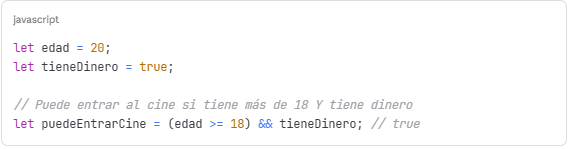 javascript
let edad = 20;
let tieneDinero = true;
// Puede entrar al cine si tiene más de 18 Y tiene dinero
let puedeEntrarCine = (edad >= 18) && tieneDinero; // true